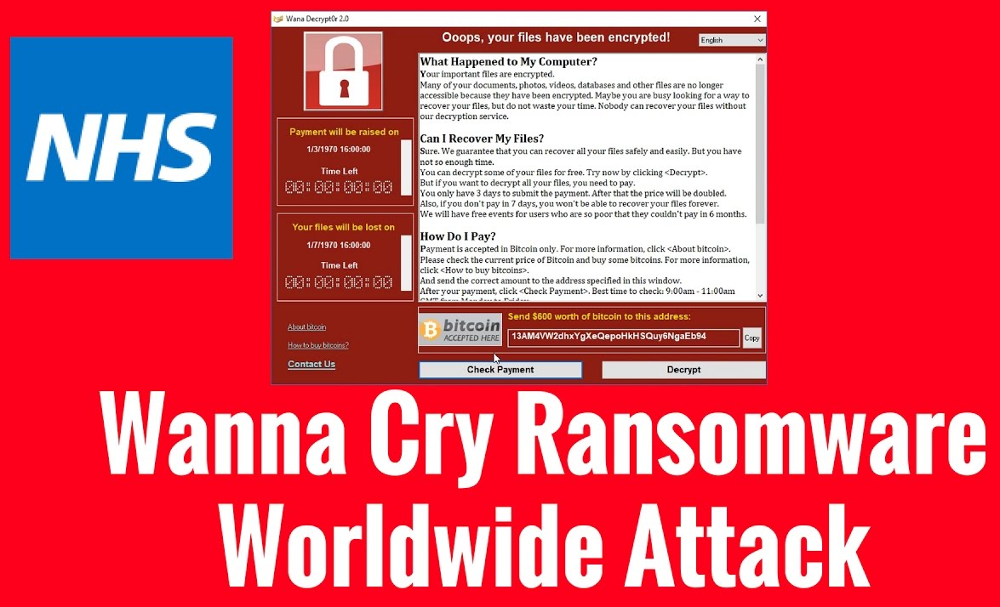 NHS
Wana Decrypt0r 2.0
Ooops, your files have been encrypted!
English
Payment will be raised on
1/3/1970 16:00:00
Time Left
00:00:00:00
Your files will be lost on
1/7/1970 16:00:00
Time Left
00:00:00:00
About bitcoin
How to buy bitcoins?
Contact Us
What Happened to My Computer?
Your important files are encrypted.
Many of your documents, photos, videos, databases and other files are no longer
accessible because they have been encrypted. Maybe you are busy looking for a way to
recover your files, but do not waste your time. Nobody can recover your files without
our decryption service.
Can I Recover My Files?
Sure. We guarantee that you can recover all your files safely and easily. But you have
not so enough time.
You can decrypt some of your files for free. Try now by clicking <Decrypt>.
But if you want to decrypt all your files, you need to pay.
You only have 3 days to submit the payment. After that the price will be doubled.
Also, if you don't pay in 7 days, you won't be able to recover your files forever.
We will have free events for users who are so poor that they couldn't pay in 6 months.
How Do I Pay?
Payment is accepted in Bitcoin only. For more information, click <About bitcoin>.
Please check the current price of Bitcoin and buy some bitcoins. For more information,
click <How to buy bitcoins>.
And send the correct amount to the address specified in this window.
After your payment, click <Check Payment>. Best time to check: 9:00am - 11:00am
GMT from Monday to Friday.
bitcoin
ACCEPTED HERE
Send $600 worth of bitcoin to this address:
13AM4VW2dhxYgXeQepoHkHSQuy6NgaEb94
Copy
Check Payment
Decrypt
Wanna Cry Ransomware
Worldwide Attack